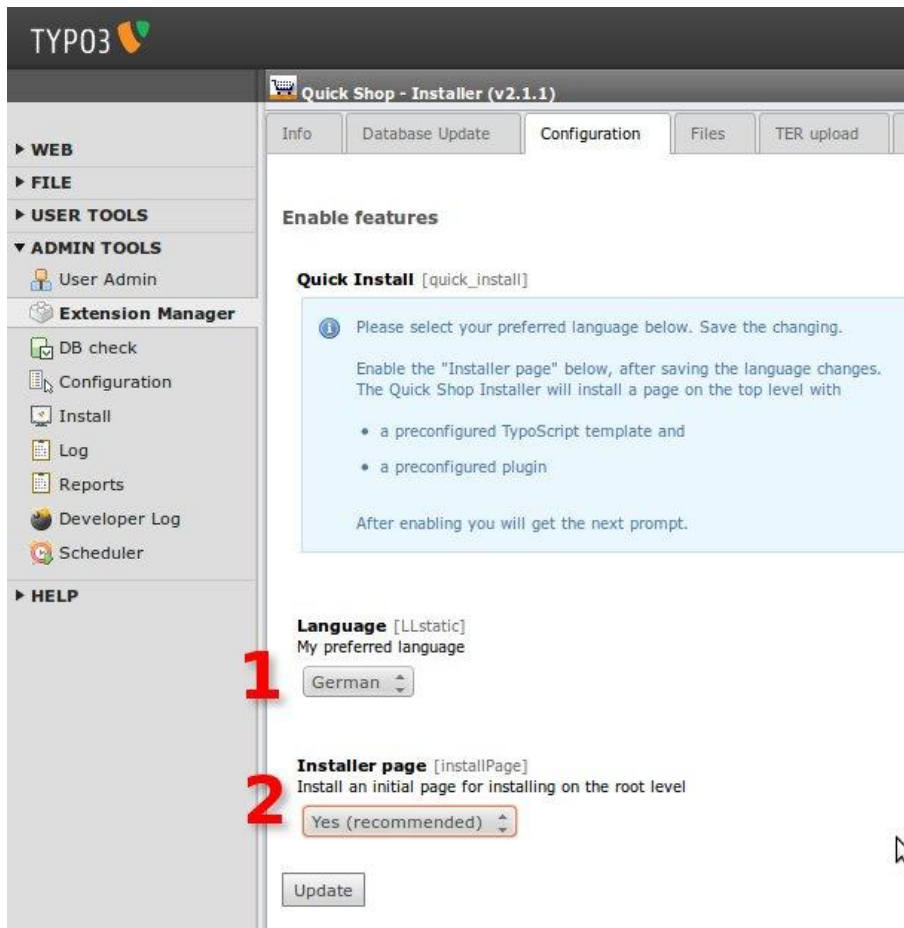 TYPO3
Quick Shop - Installer (v2.1.1)
Info
Database Update
Configuration
Files
TER upload
WEB
FILE
USER TOOLS
ADMIN TOOLS
User Admin
Extension Manager
DB check
Configuration
Install
Log
Reports
Developer Log
Scheduler
HELP
Enable features
Quick Install [quick_install]
Please select your preferred language below. Save the changing.
Enable the "Installer page" below, after saving the language changes.
The Quick Shop Installer will install a page on the top level with
• a preconfigured TypoScript template and
• a preconfigured plugin
After enabling you will get the next prompt.
Language [LLstatic]
My preferred language
1
German
Installer page [installPage]
Install an initial page for installing on the root level
2
Yes (recommended)
Update